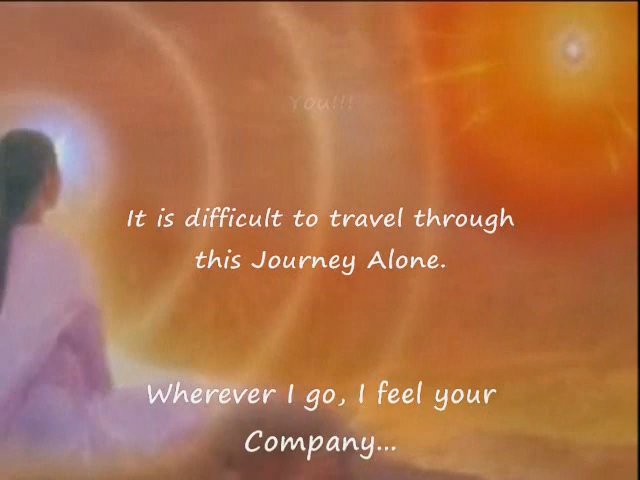 You!!!
It is difficult to travel through
this Journey Alone.
Wherever I go, I feel your
Company...